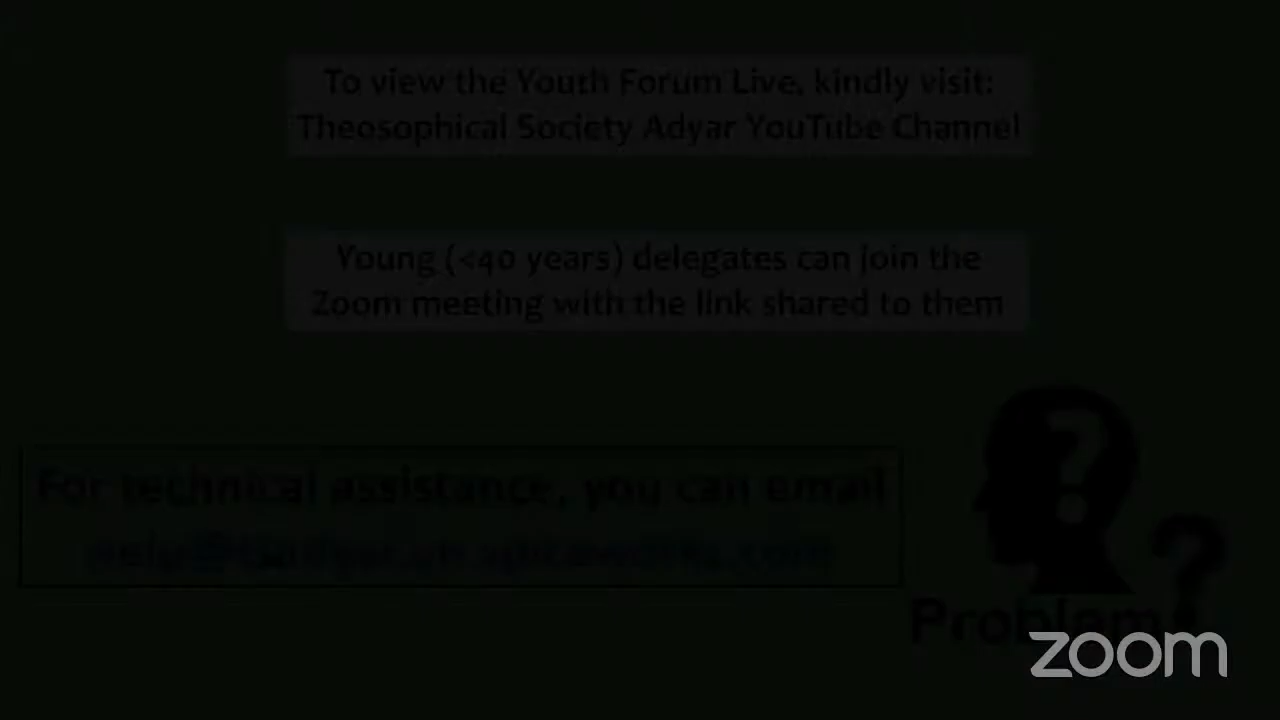 To view the Youth Forum Live, kindly visit:
Theosophical Society Adyar YouTube Channel
Young (<40 years) delegates can join the
Zoom meeting with the link shared to them
For technical assistance, you can email
Problem
zoom